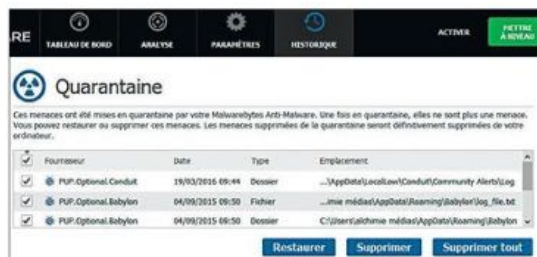 RE
TABLEAU DE BORD
ANALYSE
PARAMÈTRES
HISTORIQUE
ACTIVER
METTRE À NIVEAU
Quarantaine
Ces menaces ont été mises en quarantaine par votre Malwarebytes Anti-Malware. Une fois en quarantaine, elles ne sont plus une menace.
Vous pouvez restaurer ou supprimer ces menaces. Les menaces supprimées de la quarantaine seront définitivement supprimées de votre
ordinateur.
Fournisseur Date Type Emplacement
PUP.Optional.Conduit 19/03/2016 09:44 Dossier ...\AppData\LocalLow\Conduit\Community Alerts\Log
PUP.Optional.Babylon 04/09/2015 09:50 Fichier ...imie médias\AppData\Roaming\Babylon\log_file.txt
PUP.Optional.Babylon 04/09/2015 09:50 Dossier C:\Users\alchimie médias\AppData\Roaming\Babylon
Restaurer Supprimer Supprimer tout